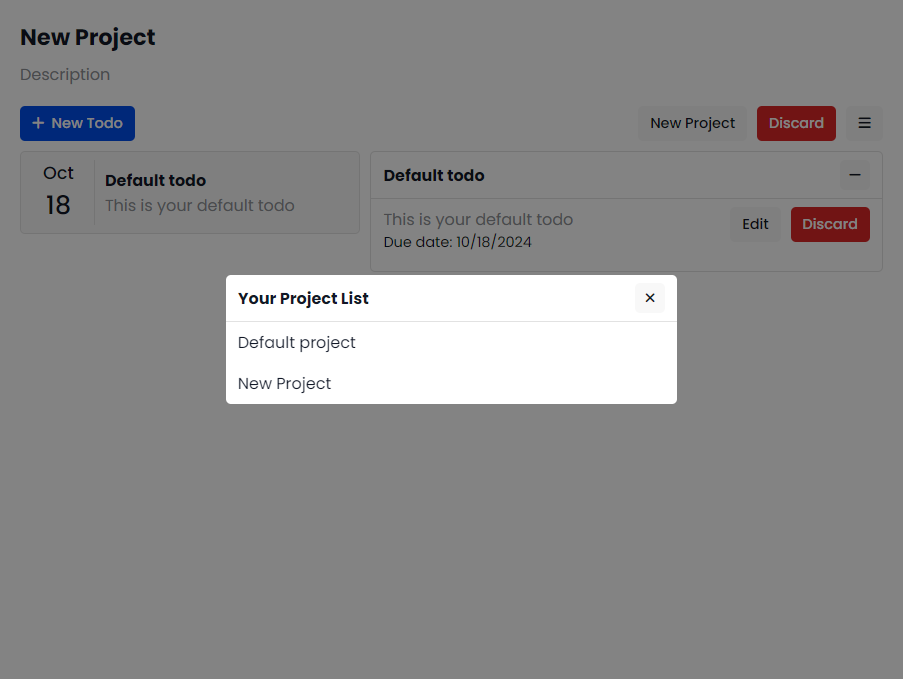 New Project
Description
+ New Todo
New Project
Discard
Oct
18
Default todo
This is your default todo
Default todo
This is your default todo
Due date: 10/18/2024
Edit
Discard
Your Project List
Default project
New Project